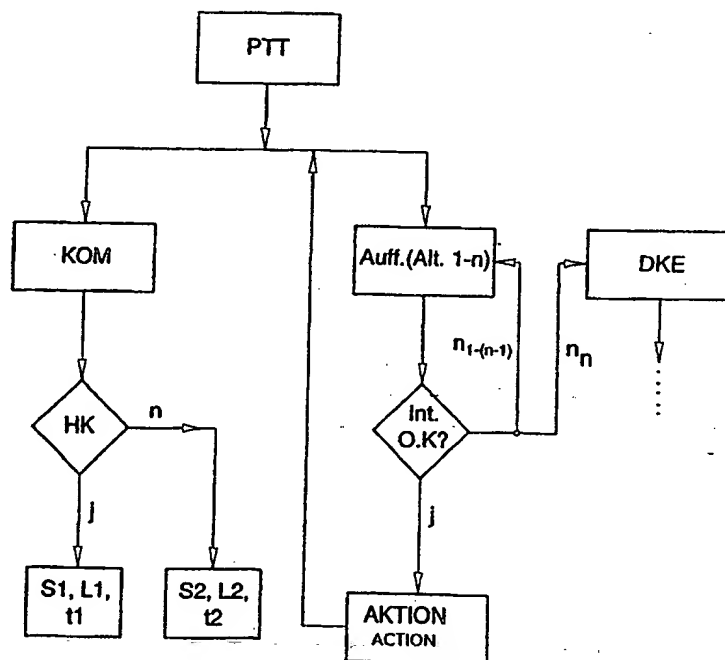 PTT
KOM
Auff.(Alt. 1-n)
DKE
n1-(n-1)
nn
HK
n
Int.
O.K?
j
j
S1, L1,
t1
S2, L2,
t2
AKTION
ACTION